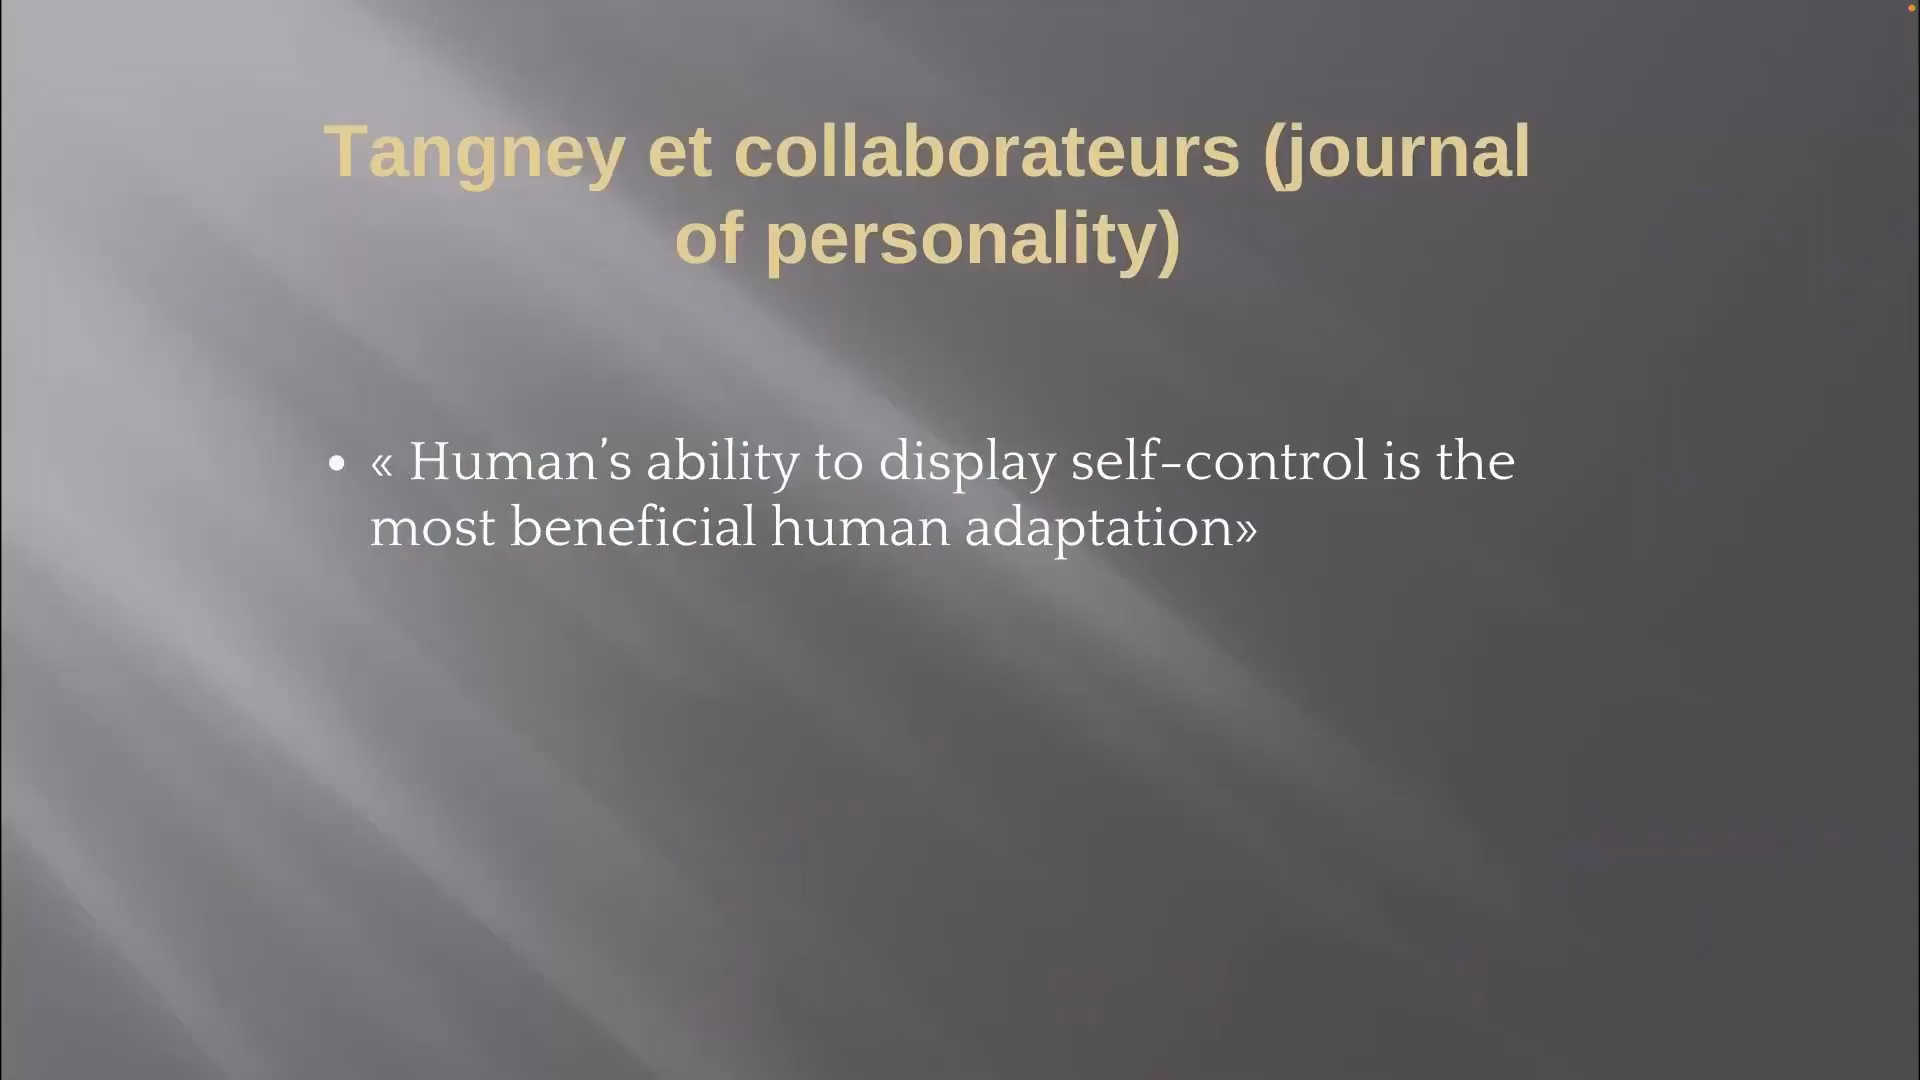 Tangney et collaborateurs (journal
of personality)
• « Human’s ability to display self-control is the
most beneficial human adaptation»